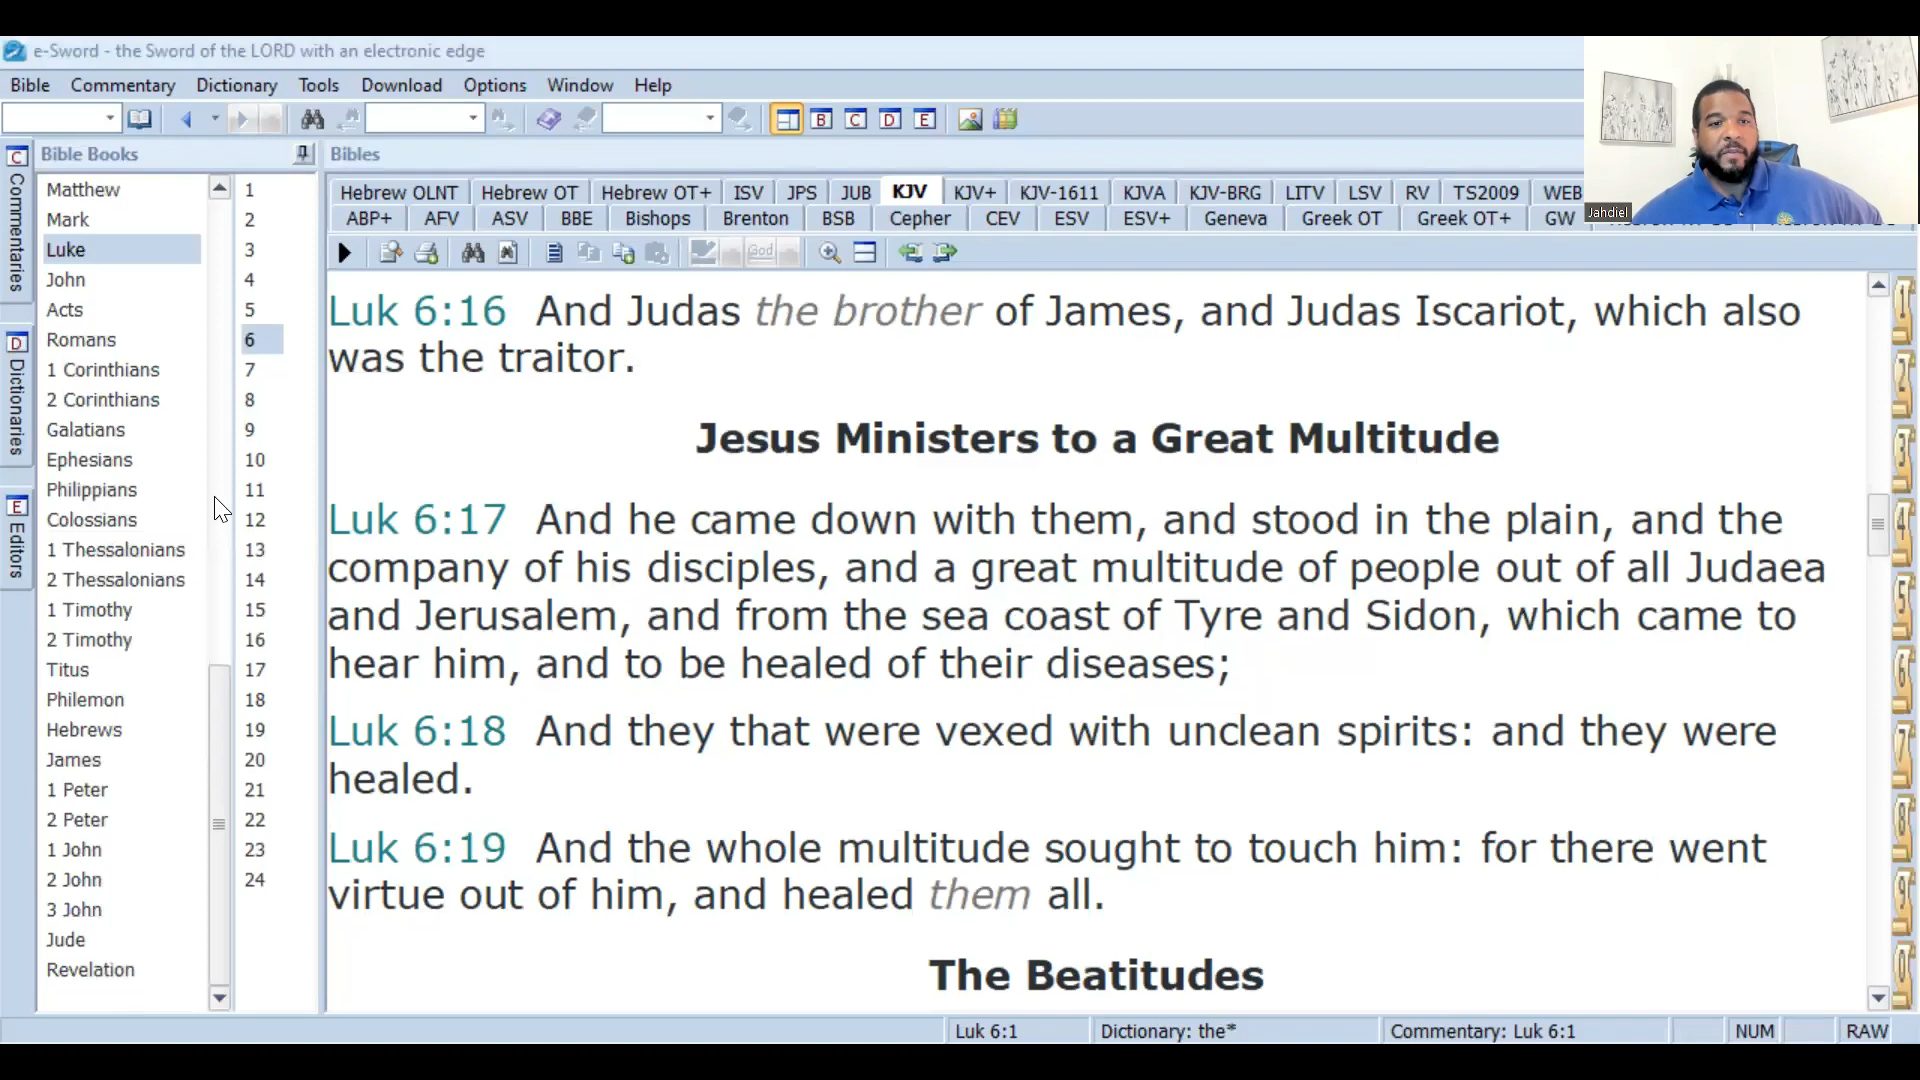 e-Sword - the Sword of the LORD with an electronic edge
Bible Commentary Dictionary Tools Download Options Window Help
B C D E
C Commentaries
D Dictionaries
E Editors
Bible Books
Matthew
Mark
Luke
John
Acts
Romans
1 Corinthians
2 Corinthians
Galatians
Ephesians
Philippians
Colossians
1 Thessalonians
2 Thessalonians
1 Timothy
2 Timothy
Titus
Philemon
Hebrews
James
1 Peter
2 Peter
1 John
2 John
3 John
Jude
Revelation
1
2
3
4
5
6
7
8
9
10
11
12
13
14
15
16
17
18
19
20
21
22
23
24
Bibles
Hebrew OLNT Hebrew OT Hebrew OT+ ISV JPS JUB KJV KJV+ KJV-1611 KJVA KJV-BRG LITV LSV RV TS2009 WEB
ABP+ AFV ASV BBE Bishops Brenton BSB Cepher CEV ESV ESV+ Geneva Greek OT Greek OT+ GW
God
Jahdiel
Luk 6:16 And Judas the brother of James, and Judas Iscariot, which also
was the traitor.
Jesus Ministers to a Great Multitude
Luk 6:17 And he came down with them, and stood in the plain, and the
company of his disciples, and a great multitude of people out of all Judaea
and Jerusalem, and from the sea coast of Tyre and Sidon, which came to
hear him, and to be healed of their diseases;
Luk 6:18 And they that were vexed with unclean spirits: and they were
healed.
Luk 6:19 And the whole multitude sought to touch him: for there went
virtue out of him, and healed them all.
The Beatitudes
1
2
3
4
5
6
7
8
9
0
Luk 6:1 Dictionary: the* Commentary: Luk 6:1 NUM RAW